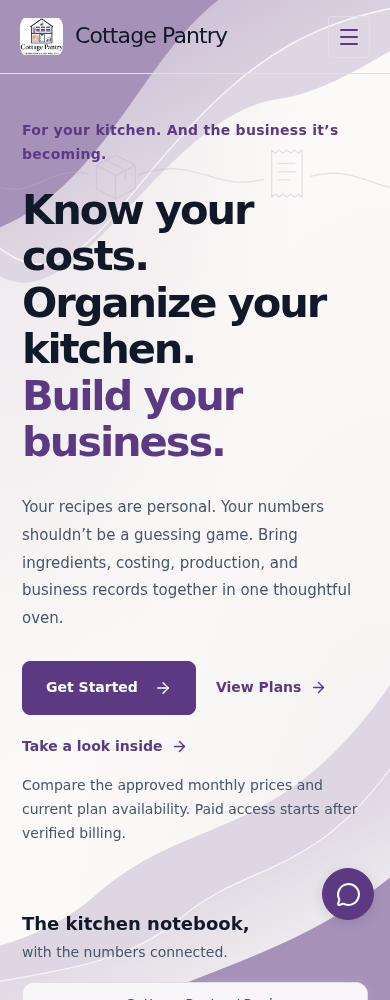 Cottage Pantry
Cottage Pantry
For your kitchen. And the business it’s
becoming.
Know your
costs.
Organize your
kitchen.
Build your
business.
Your recipes are personal. Your numbers
shouldn’t be a guessing game. Bring
ingredients, costing, production, and
business records together in one thoughtful
oven.
Get Started
View Plans
Take a look inside
Compare the approved monthly prices and
current plan availability. Paid access starts after
verified billing.
The kitchen notebook,
with the numbers connected.